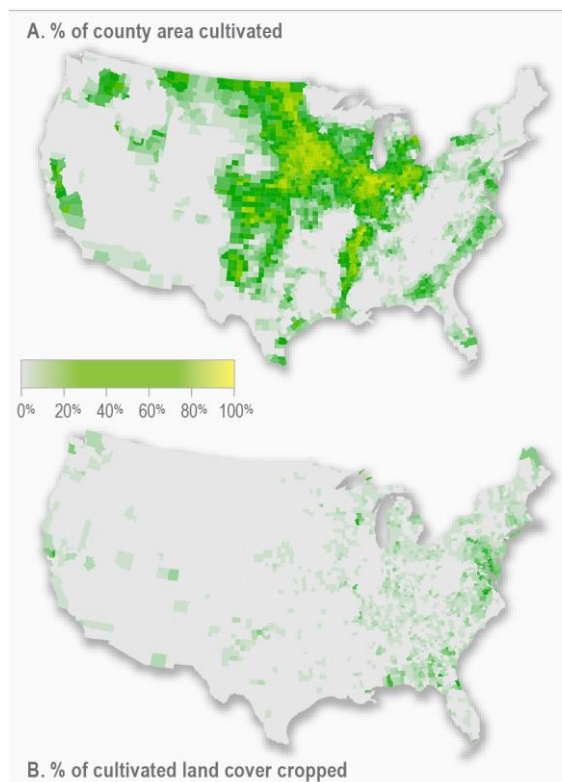 A. % of county area cultivated
0% 20% 40% 60% 80% 100%
B. % of cultivated land cover cropped